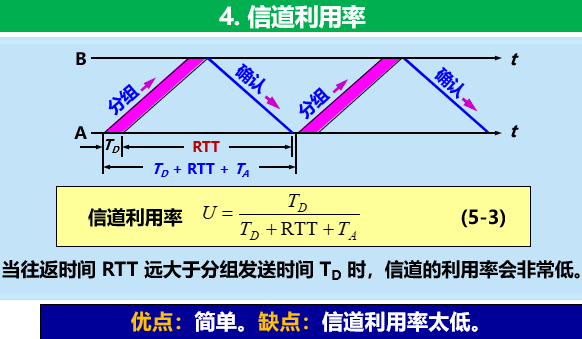 4. 信道利用率
B t
分组 确认 分组 确认
A t
T_D RTT
T_D + RTT + T_A
信道利用率 U = T_D / (T_D + RTT + T_A) (5-3)
当往返时间 RTT 远大于分组发送时间 T_D 时，信道的利用率会非常低。
优点：简单。缺点：信道利用率太低。